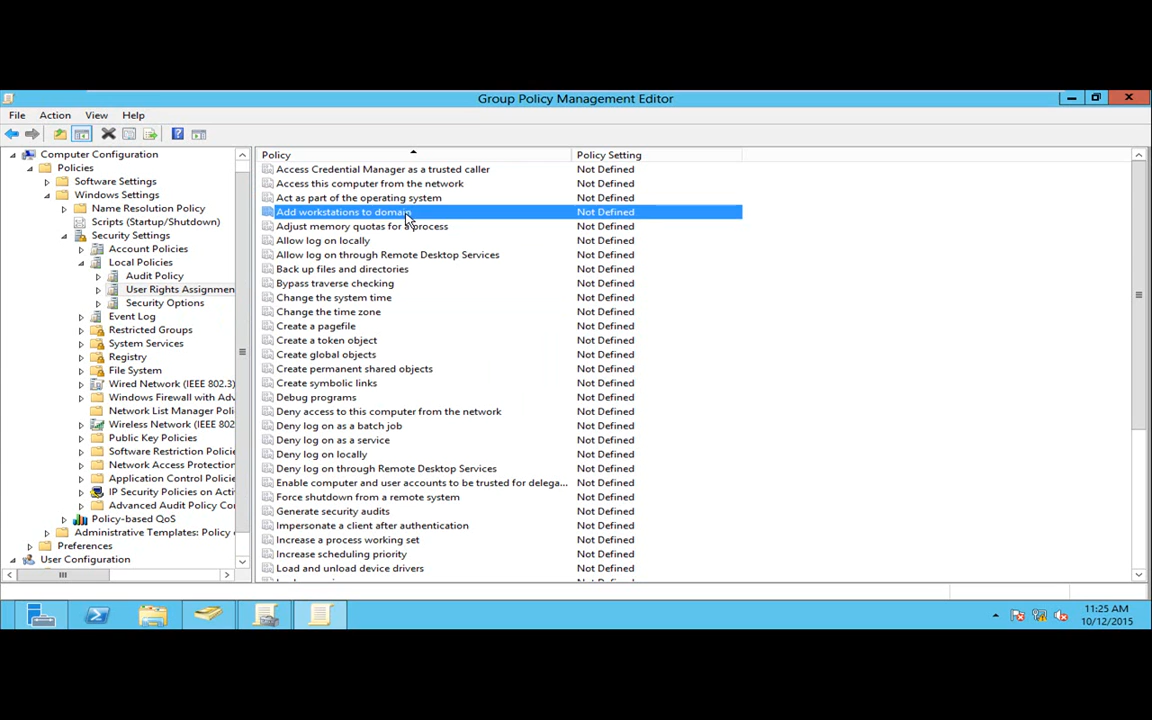 Group Policy Management Editor
File Action View Help
Computer Configuration
Policies
Software Settings
Windows Settings
Name Resolution Policy
Scripts (Startup/Shutdown)
Security Settings
Account Policies
Local Policies
Audit Policy
User Rights Assignmen
Security Options
Event Log
Restricted Groups
System Services
Registry
File System
Wired Network (IEEE 802.3)
Windows Firewall with Adv
Network List Manager Poli
Wireless Network (IEEE 802
Public Key Policies
Software Restriction Policie
Network Access Protection
Application Control Policie
IP Security Policies on Acti
Advanced Audit Policy Co
Policy-based QoS
Administrative Templates: Policy
Preferences
User Configuration
Policy Policy Setting
Access Credential Manager as a trusted caller Not Defined
Access this computer from the network Not Defined
Act as part of the operating system Not Defined
Add workstations to domain Not Defined
Adjust memory quotas for a process Not Defined
Allow log on locally Not Defined
Allow log on through Remote Desktop Services Not Defined
Back up files and directories Not Defined
Bypass traverse checking Not Defined
Change the system time Not Defined
Change the time zone Not Defined
Create a pagefile Not Defined
Create a token object Not Defined
Create global objects Not Defined
Create permanent shared objects Not Defined
Create symbolic links Not Defined
Debug programs Not Defined
Deny access to this computer from the network Not Defined
Deny log on as a batch job Not Defined
Deny log on as a service Not Defined
Deny log on locally Not Defined
Deny log on through Remote Desktop Services Not Defined
Enable computer and user accounts to be trusted for delega... Not Defined
Force shutdown from a remote system Not Defined
Generate security audits Not Defined
Impersonate a client after authentication Not Defined
Increase a process working set Not Defined
Increase scheduling priority Not Defined
Load and unload device drivers Not Defined
11:25 AM
10/12/2015